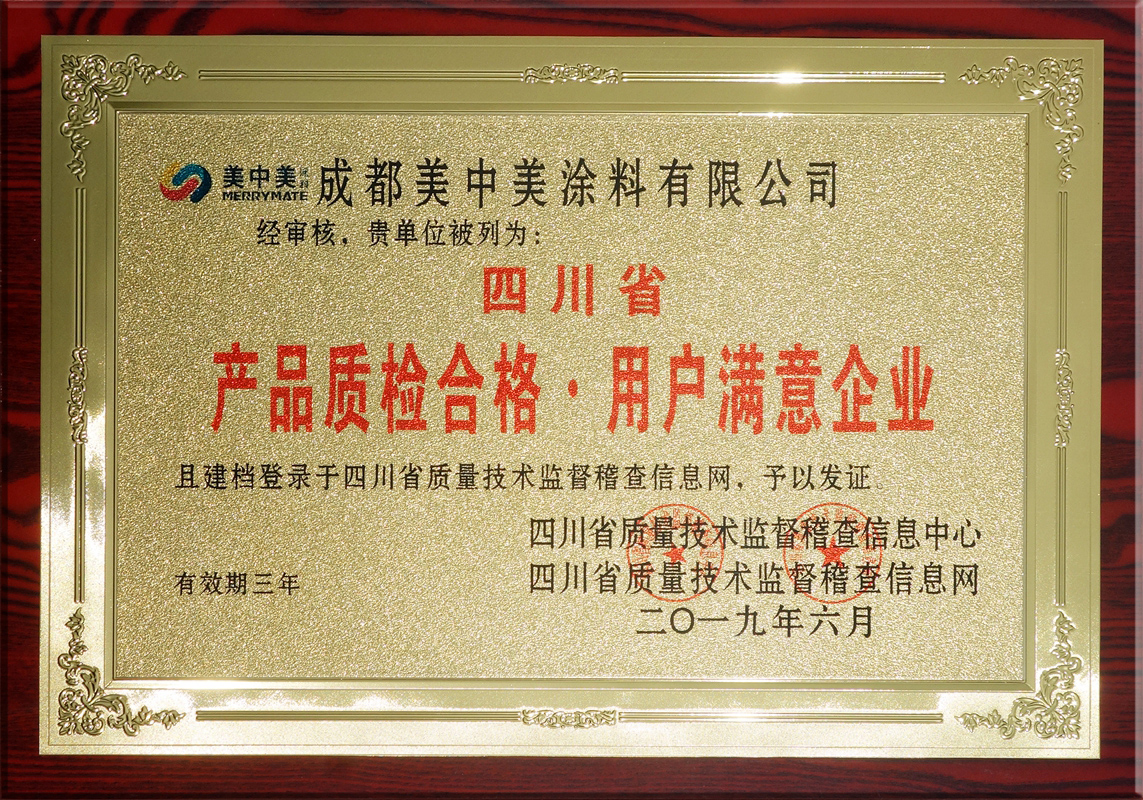 美中美涂料 MERRYMATE 成都美中美涂料有限公司
经审核，贵单位被列为：
四川省
产品质检合格·用户满意企业
且建档登录于四川省质量技术监督稽查信息网，予以发证
四川省质量技术监督稽查信息中心
有效期三年 四川省质量技术监督稽查信息网
二〇一九年六月